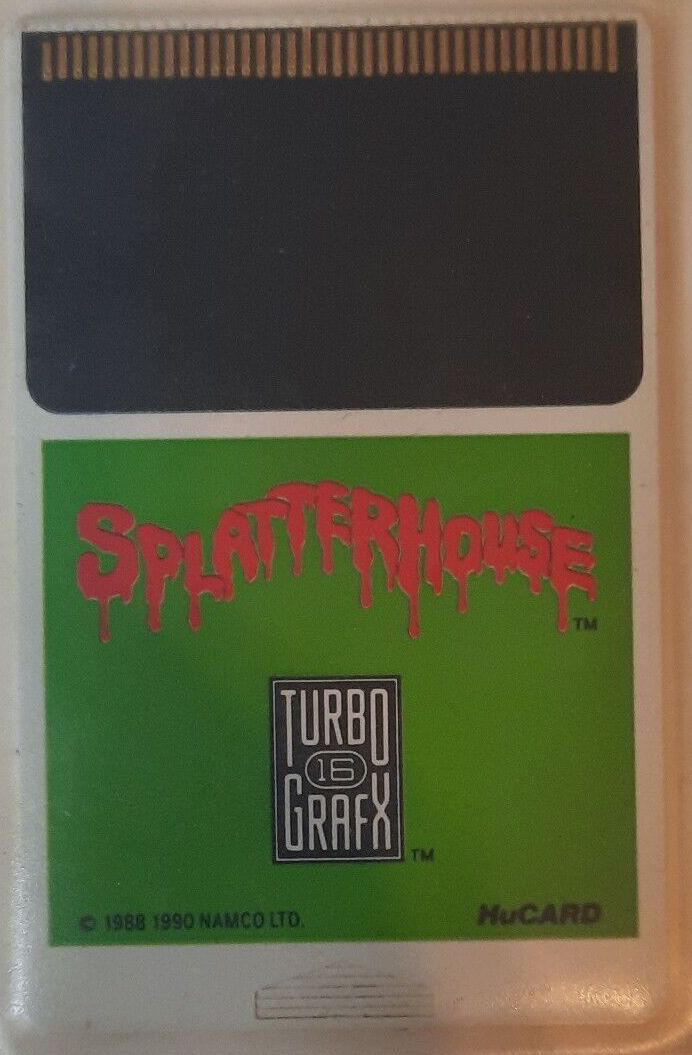 SPLATTERHOUSE
TM
TURBO
16
GRAFX
TM
© 1988 1990 NAMCO LTD.
HuCARD